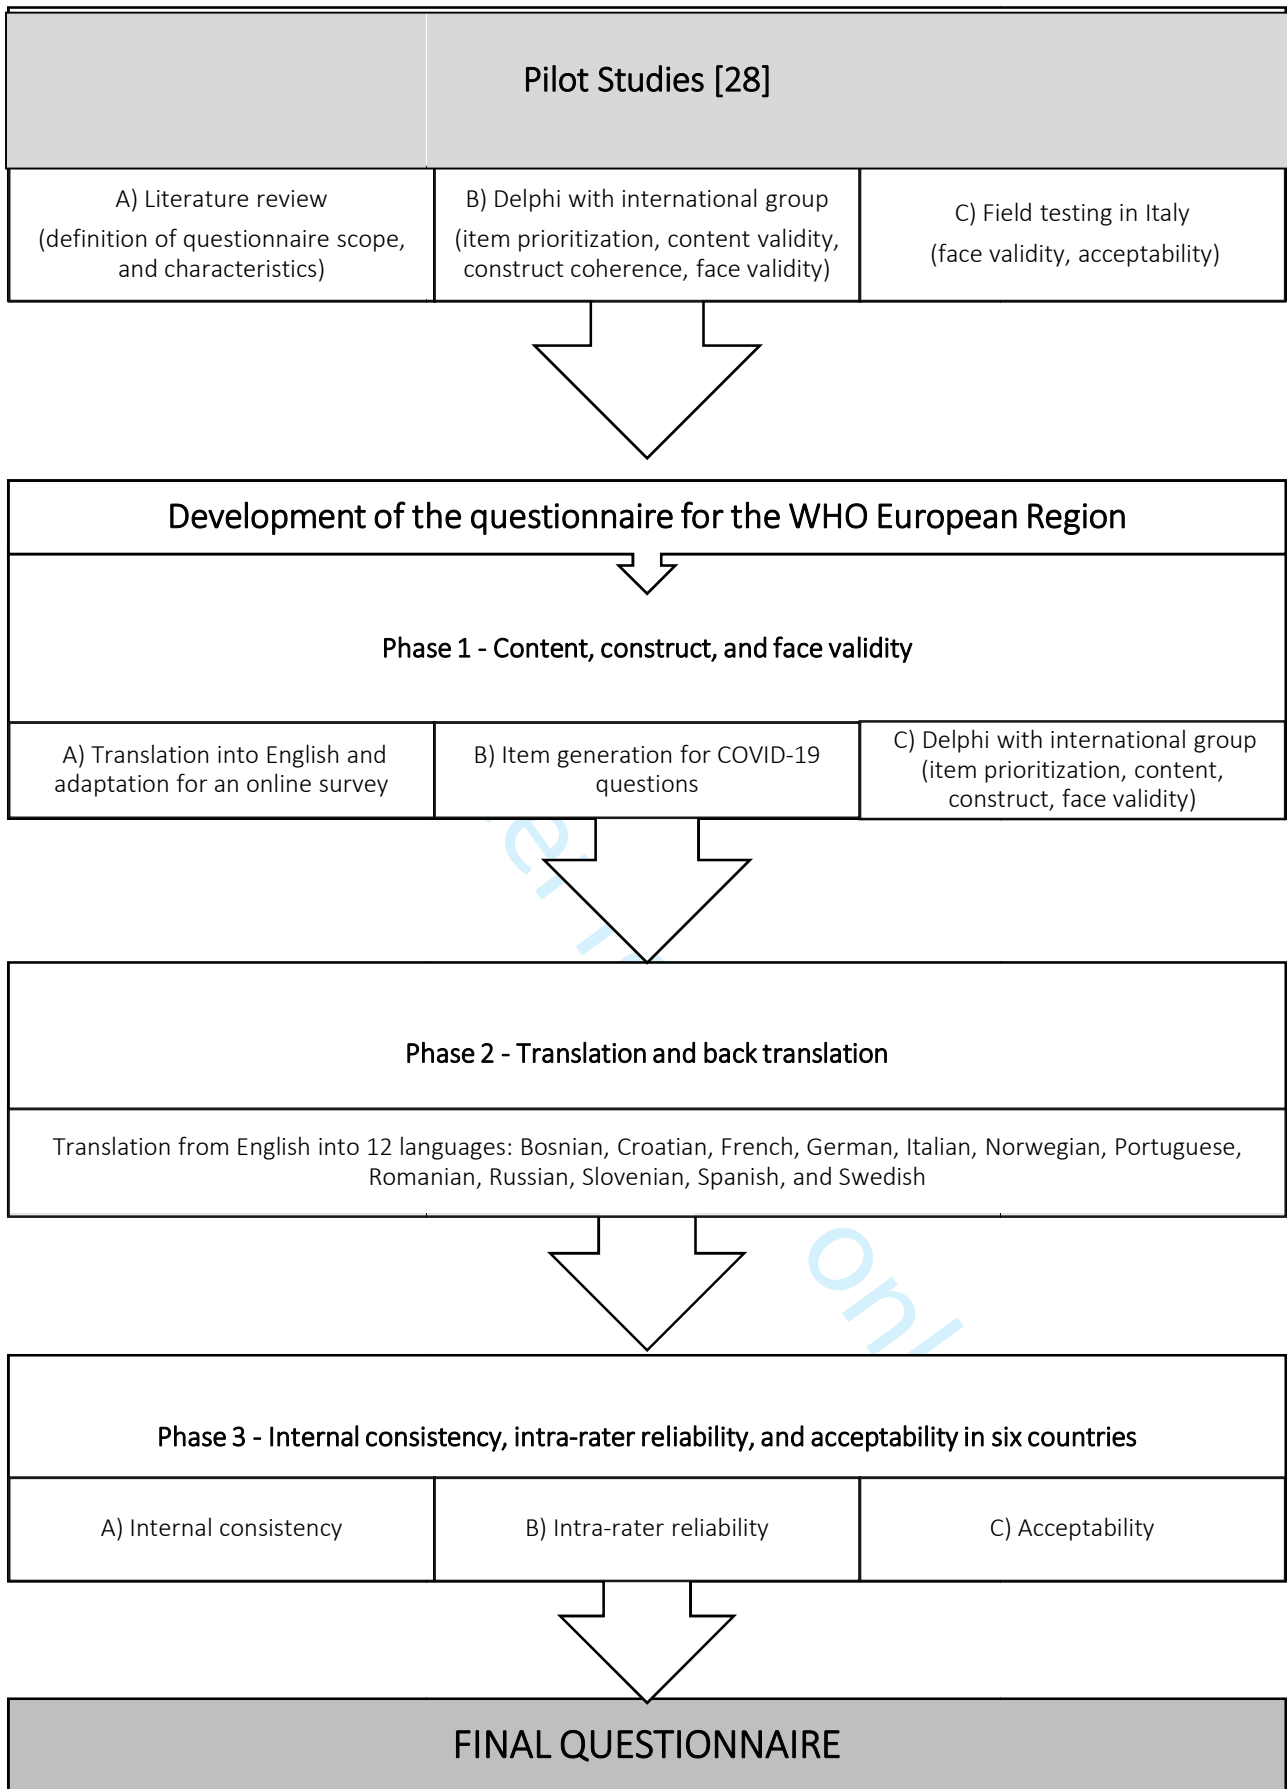 Pilot Studies [28]
A) Literature review
(definition of questionnaire scope,
and characteristics)
B) Delphi with international group
(item prioritization, content validity,
construct coherence, face validity)
C) Field testing in Italy
(face validity, acceptability)
Development of the questionnaire for the WHO European Region
Phase 1 - Content, construct, and face validity
A) Translation into English and
adaptation for an online survey
B) Item generation for COVID-19
questions
C) Delphi with international group
(item prioritization, content,
construct, face validity)
Phase 2 - Translation and back translation
Translation from English into 12 languages: Bosnian, Croatian, French, German, Italian, Norwegian, Portuguese,
Romanian, Russian, Slovenian, Spanish, and Swedish
Phase 3 - Internal consistency, intra-rater reliability, and acceptability in six countries
A) Internal consistency
B) Intra-rater reliability
C) Acceptability
FINAL QUESTIONNAIRE